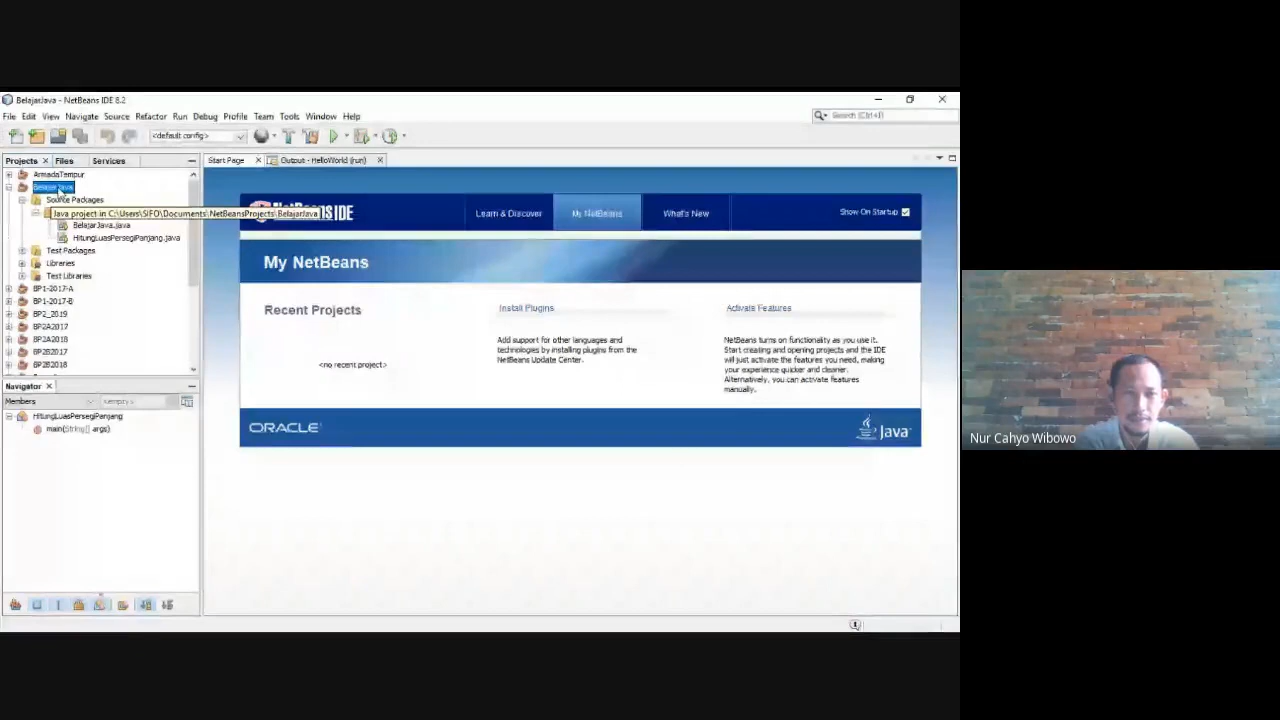 BelajarJava - NetBeans IDE 8.2
File Edit View Navigate Source Refactor Run Debug Profile Team Tools Window Help
Search (Ctrl+I)
<default config>
Projects Files Services
Start Page Output - HelloWorld (run)
ArmadaTempur
BelajarJava
Source Packages
Java project in C:\Users\SIFO\Documents\NetBeansProjects\BelajarJava
BelajarJava.java
HitungLuasPersegiPanjang.java
Test Packages
Libraries
Test Libraries
BP1-2017-A
BP1-2017-B
BP2_2019
BP2A2017
BP2A2018
BP2B2017
BP2B2018
Navigator
Members <empty>
HitungLuasPersegiPanjang
main(String[] args)
IDE
Learn & Discover
My NetBeans
What's New
Show On Startup
My NetBeans
Recent Projects
<no recent project>
Install Plugins
Add support for other languages and
technologies by installing plugins from the
NetBeans Update Center.
Activate Features
NetBeans turns on functionality as you use it.
Start creating and opening projects and the IDE
will just activate the features you need, making
your experience quicker and cleaner.
Alternatively, you can activate features
manually.
ORACLE
Java
Nur Cahyo Wibowo